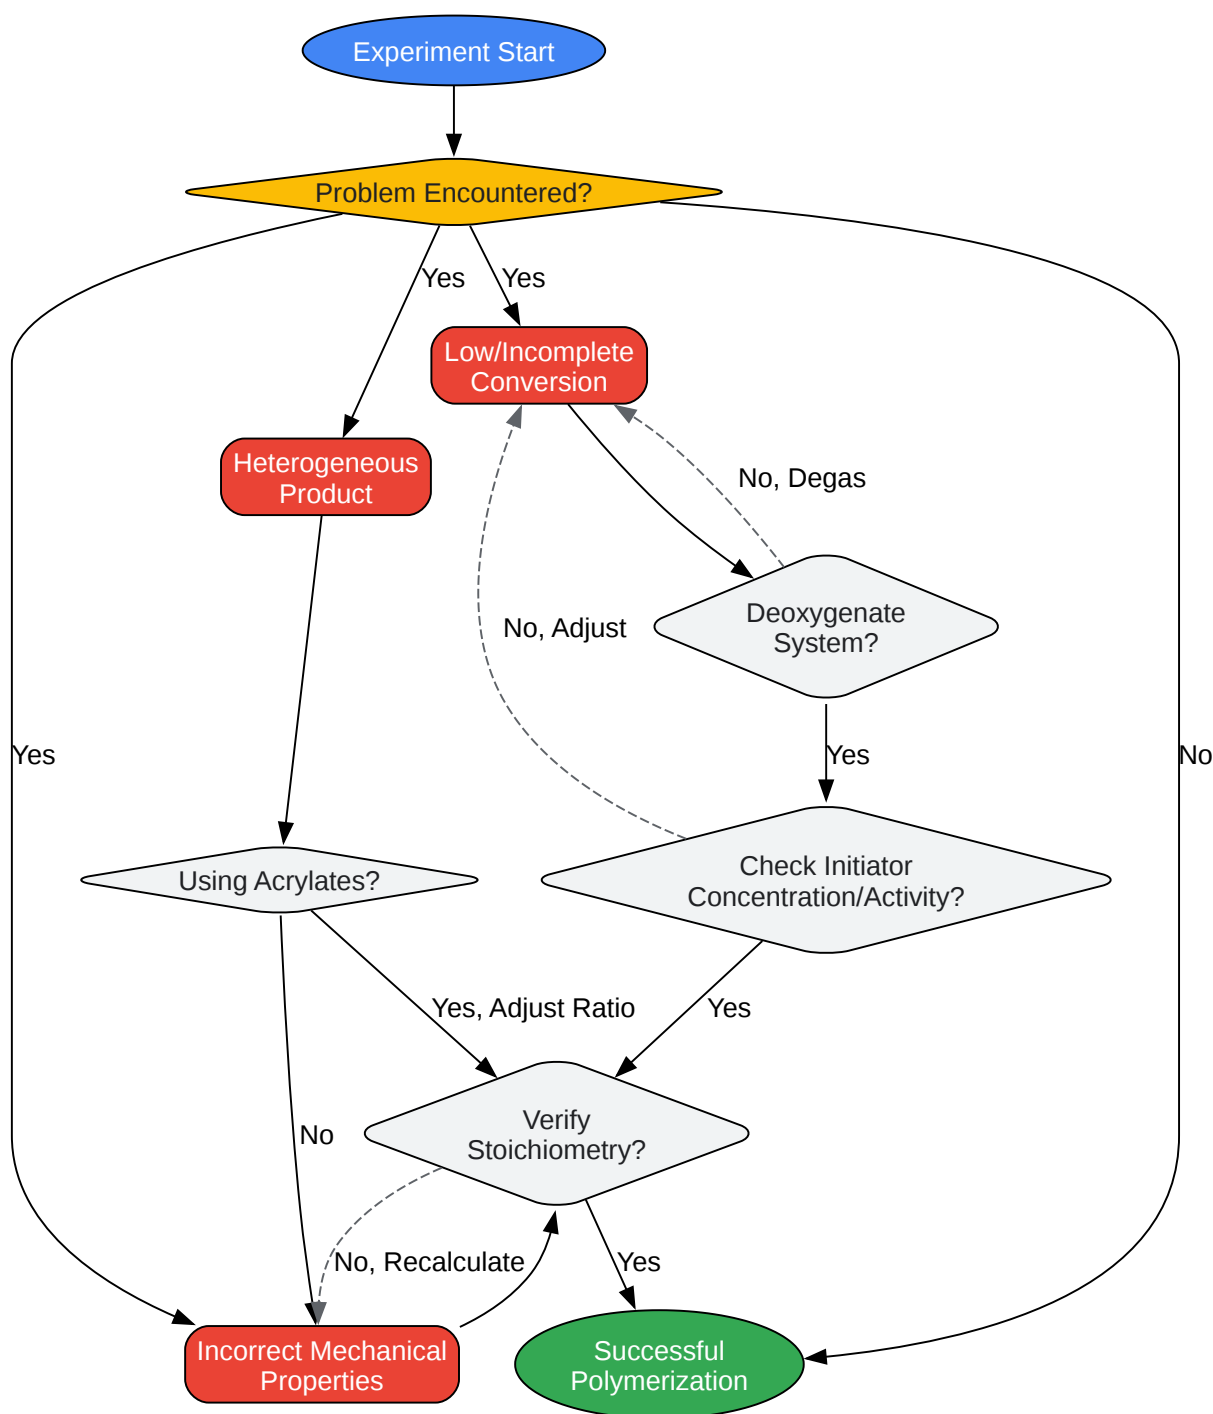 Experiment Start
Problem Encountered?
Yes
Yes
Low/Incomplete
Conversion
Heterogeneous
Product
No, Degas
Deoxygenate
System?
No, Adjust
Yes
Yes
No
Using Acrylates?
Check Initiator
Concentration/Activity?
Yes, Adjust Ratio
Yes
Verify
Stoichiometry?
No
No, Recalculate
Yes
Incorrect Mechanical
Properties
Successful
Polymerization